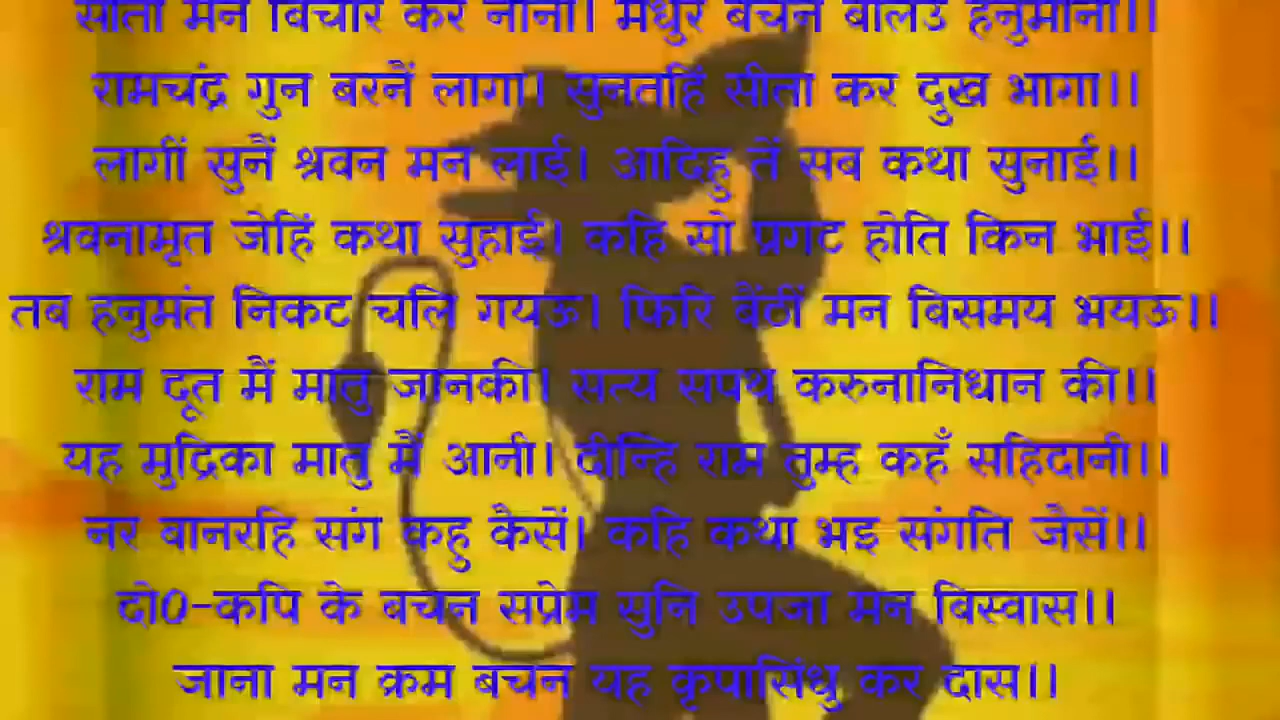 सीता मन बिचार कर नाना। मधुर बचन बोलेउ हनुमाना।।
रामचंद्र गुन बरनैं लागा। सुनतहिं सीता कर दुख भागा।।
लागीं सुनैं श्रवन मन लाई। आदिहु तें सब कथा सुनाई।।
श्रवनामृत जेहिं कथा सुहाई। कहि सो प्रगट होति किन भाई।।
तब हनुमंत निकट चलि गयऊ। फिरि बैंठीं मन बिसमय भयऊ।।
राम दूत मैं मातु जानकी। सत्य सपथ करुनानिधान की।।
यह मुद्रिका मातु मैं आनी। दीन्हि राम तुम्ह कहँ सहिदानी।।
नर वानरहि संग कहु कैसें। कहि कथा भइ संगति जैसें।।
दो0-कपि के बचन सप्रेम सुनि उपजा मन बिस्वास।।
जाना मन क्रम बचन यह कृपासिंधु कर दास।।